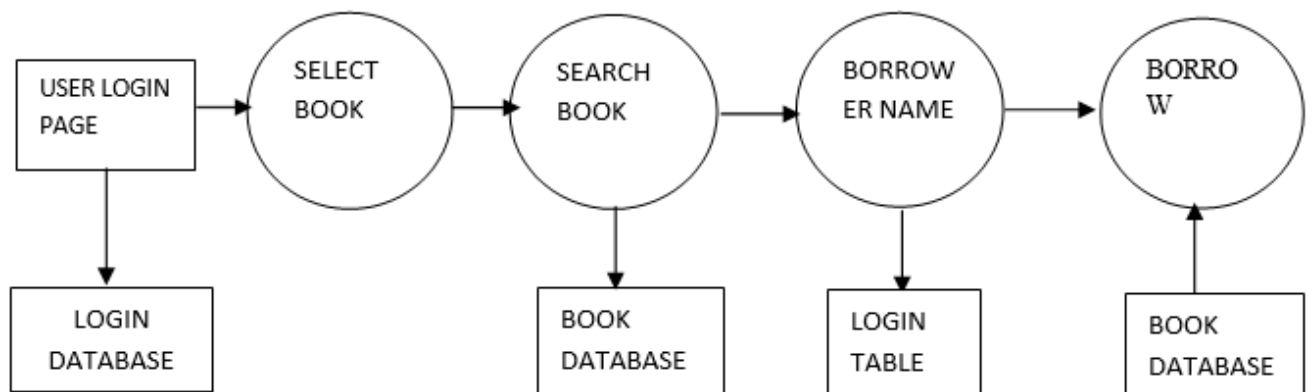 USER LOGIN
PAGE
SELECT
BOOK
SEARCH
BOOK
BORROW
ER NAME
BORRO
W
LOGIN
DATABASE
BOOK
DATABASE
LOGIN
TABLE
BOOK
DATABASE